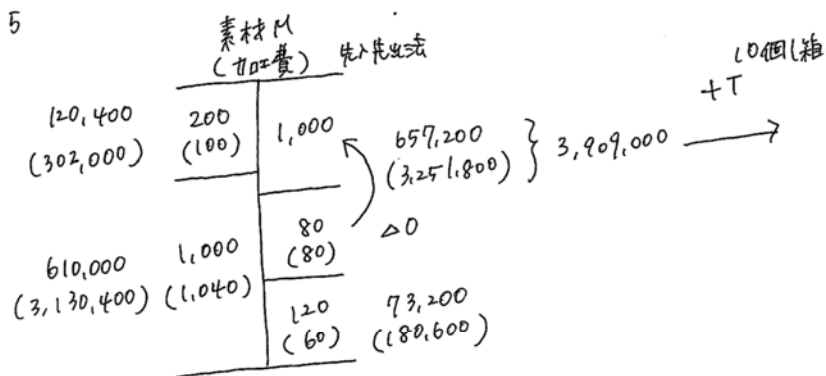 5
素材M
(加工費) 先入先出法
10個1箱
+T
120,400 200 1,000 657,200 } 3,909,000 →
(302,000) (100) (3,251,800)
80 △0
(80)
610,000 1,000
(3,130,400) (1,040)
120 73,200
(60) (180,600)